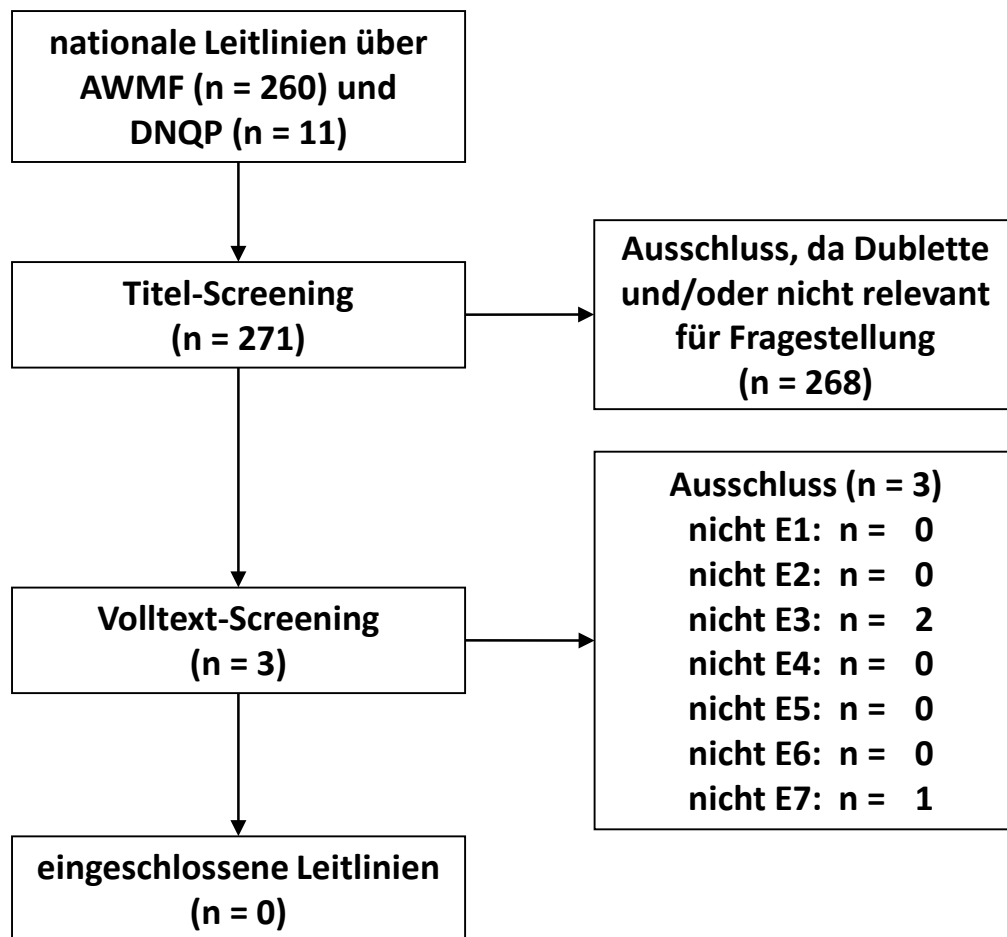 nationale Leitlinien über
AWMF (n = 260) und
DNQP (n = 11)
Titel-Screening
(n = 271)
Ausschluss, da Dublette
und/oder nicht relevant
für Fragestellung
(n = 268)
Volltext-Screening
(n = 3)
Ausschluss (n = 3)
nicht E1: n = 0
nicht E2: n = 0
nicht E3: n = 2
nicht E4: n = 0
nicht E5: n = 0
nicht E6: n = 0
nicht E7: n = 1
eingeschlossene Leitlinien
(n = 0)